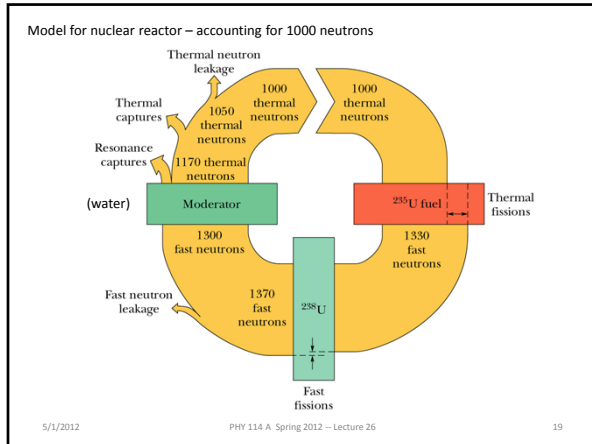 Model for nuclear reactor – accounting for 1000 neutrons
Thermal neutron
leakage
1000
thermal
neutrons
1000
thermal
neutrons
Thermal
captures
1050
thermal
neutrons
Resonance
captures
1170 thermal
neutrons
(water)
Moderator
²³⁵U fuel
Thermal
fissions
1300
fast neutrons
1330
fast
neutrons
Fast neutron
leakage
1370
fast
neutrons
²³⁸U
Fast
fissions
5/1/2012
PHY 114 A Spring 2012 -- Lecture 26
19